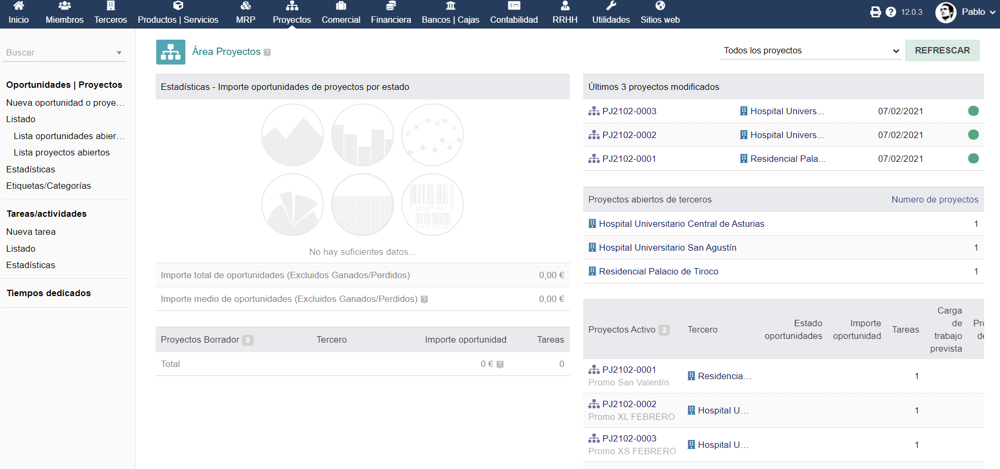 Inicio
Miembros
Terceros
Productos | Servicios
MRP
Proyectos
Comercial
Financiera
Bancos | Cajas
Contabilidad
RRHH
Utilidades
Sitios web
12.0.3
Pablo
Buscar
Oportunidades | Proyectos
Nueva oportunidad o proye...
Listado
Lista oportunidades abier...
Lista proyectos abiertos
Estadísticas
Etiquetas/Categorías
Tareas/actividades
Nueva tarea
Listado
Estadísticas
Tiempos dedicados
Área Proyectos
Todos los proyectos
REFRESCAR
Estadísticas - Importe oportunidades de proyectos por estado
8000 342
No hay suficientes datos...
Importe total de oportunidades (Excluidos Ganados/Perdidos) 0,00 €
Importe medio de oportunidades (Excluidos Ganados/Perdidos) 0,00 €
Proyectos Borrador 0 Tercero Importe oportunidad Tareas
Total 0 € 0
Últimos 3 proyectos modificados
PJ2102-0003 Hospital Univers... 07/02/2021
PJ2102-0002 Hospital Univers... 07/02/2021
PJ2102-0001 Residencial Pala... 07/02/2021
Proyectos abiertos de terceros Numero de proyectos
Hospital Universitario Central de Asturias 1
Hospital Universitario San Agustín 1
Residencial Palacio de Tiroco 1
Proyectos Activo 3
Tercero
Estado
oportunidades
Importe
oportunidad
Tareas
Carga
de
trabajo
prevista
PJ2102-0001
Promo San Valentín
Residencia...
1
PJ2102-0002
Promo XL FEBRERO
Hospital U...
1
PJ2102-0003
Promo XS FEBRERO
Hospital U...
1